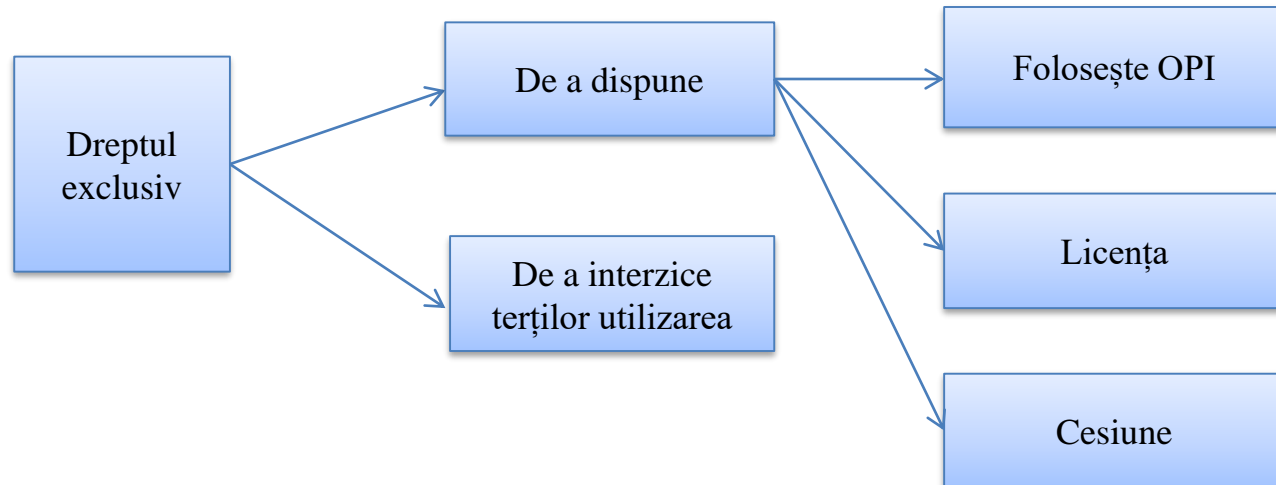 Dreptul
exclusiv
De a dispune
De a interzice
terților utilizarea
Folosește OPI
Licența
Cesiune